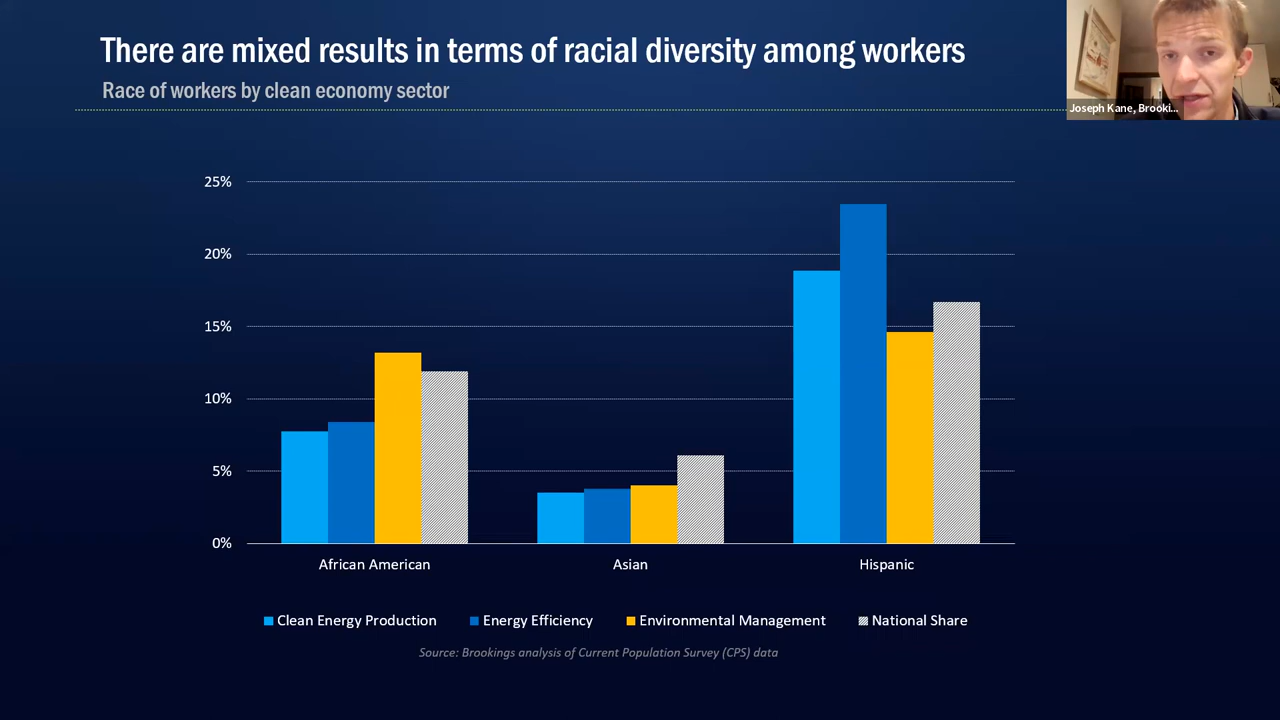 There are mixed results in terms of racial diversity among workers
Race of workers by clean economy sector
Joseph Kane, Brooki...
25%
20%
15%
10%
5%
0%
African American
Asian
Hispanic
Clean Energy Production
Energy Efficiency
Environmental Management
National Share
Source: Brookings analysis of Current Population Survey (CPS) data